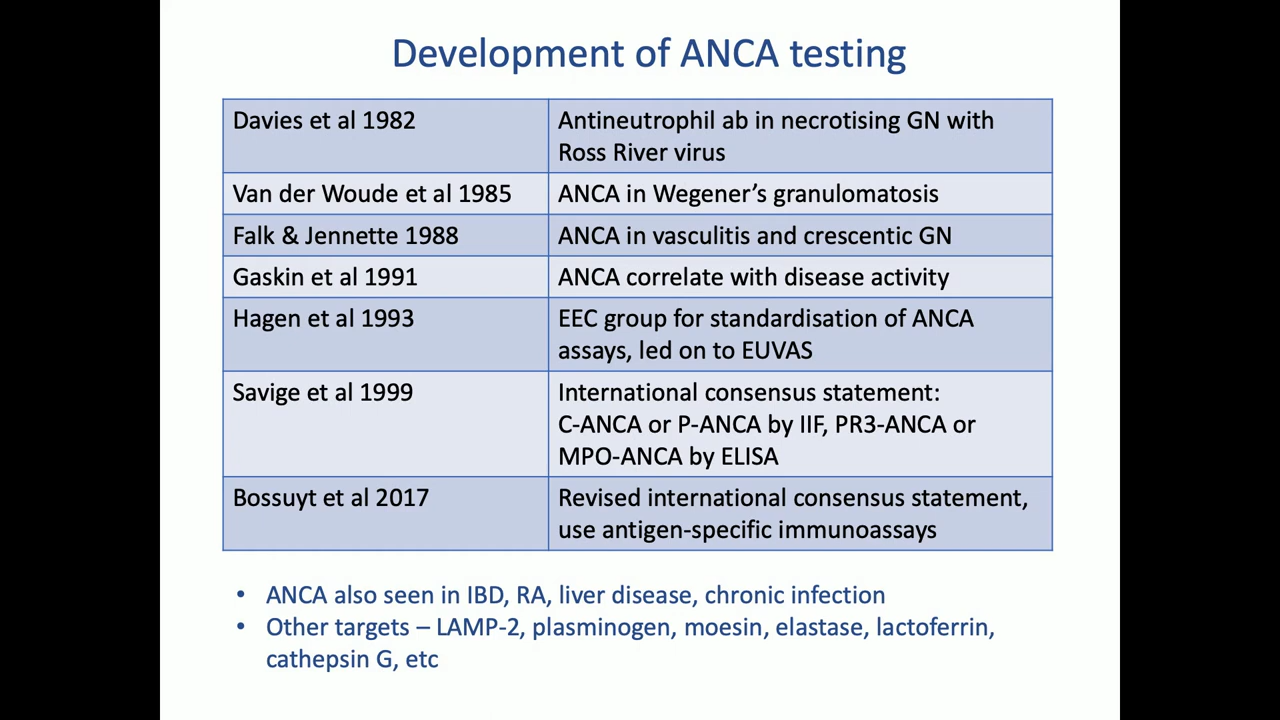 Development of ANCA testing
Davies et al 1982
Antineutrophil ab in necrotising GN with
Ross River virus
Van der Woude et al 1985
ANCA in Wegener’s granulomatosis
Falk & Jennette 1988
ANCA in vasculitis and crescentic GN
Gaskin et al 1991
ANCA correlate with disease activity
Hagen et al 1993
EEC group for standardisation of ANCA
assays, led on to EUVAS
Savige et al 1999
International consensus statement:
C-ANCA or P-ANCA by IIF, PR3-ANCA or
MPO-ANCA by ELISA
Bossuyt et al 2017
Revised international consensus statement,
use antigen-specific immunoassays
• ANCA also seen in IBD, RA, liver disease, chronic infection
• Other targets – LAMP-2, plasminogen, moesin, elastase, lactoferrin,
cathepsin G, etc